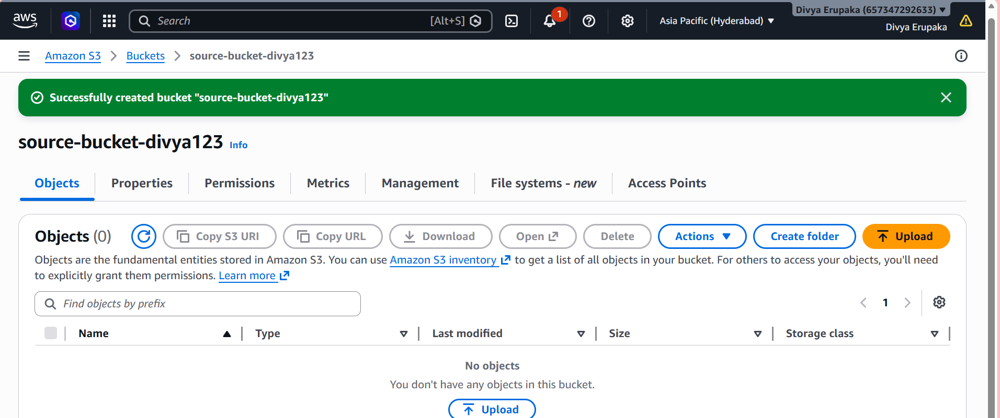 aws
Search [Alt+S]
1
Asia Pacific (Hyderabad)
Divya Erupaka (657347292633)
Divya Erupaka
Amazon S3 > Buckets > source-bucket-divya123
Successfully created bucket "source-bucket-divya123"
source-bucket-divya123 Info
Objects Properties Permissions Metrics Management File systems - new Access Points
Objects (0) Copy S3 URI Copy URL Download Open Delete Actions Create folder Upload
Objects are the fundamental entities stored in Amazon S3. You can use Amazon S3 inventory to get a list of all objects in your bucket. For others to access your objects, you'll need
to explicitly grant them permissions. Learn more
Find objects by prefix
1
Name Type Last modified Size Storage class
No objects
You don't have any objects in this bucket.
Upload